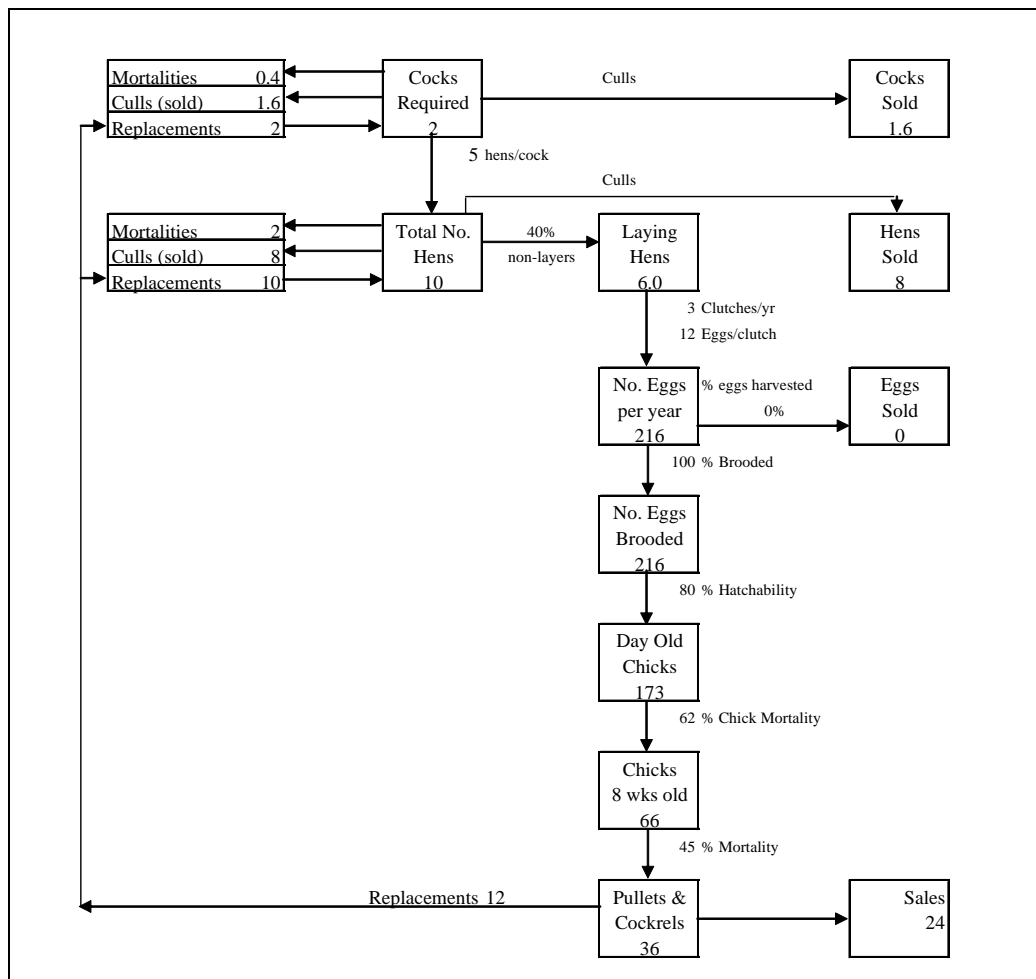 Mortalities 0.4
Culls (sold) 1.6
Replacements 2
Cocks
Required
2
Culls
Cocks
Sold
1.6
5 hens/cock
Culls
Mortalities 2
Culls (sold) 8
Replacements 10
Total No.
Hens
10
40%
non-layers
Laying
Hens
6.0
Hens
Sold
8
3 Clutches/yr
12 Eggs/clutch
No. Eggs
per year
216
% eggs harvested
0%
Eggs
Sold
0
100 % Brooded
No. Eggs
Brooded
216
80 % Hatchability
Day Old
Chicks
173
62 % Chick Mortality
Chicks
8 wks old
66
45 % Mortality
Replacements 12
Pullets &
Cockrels
36
Sales
24